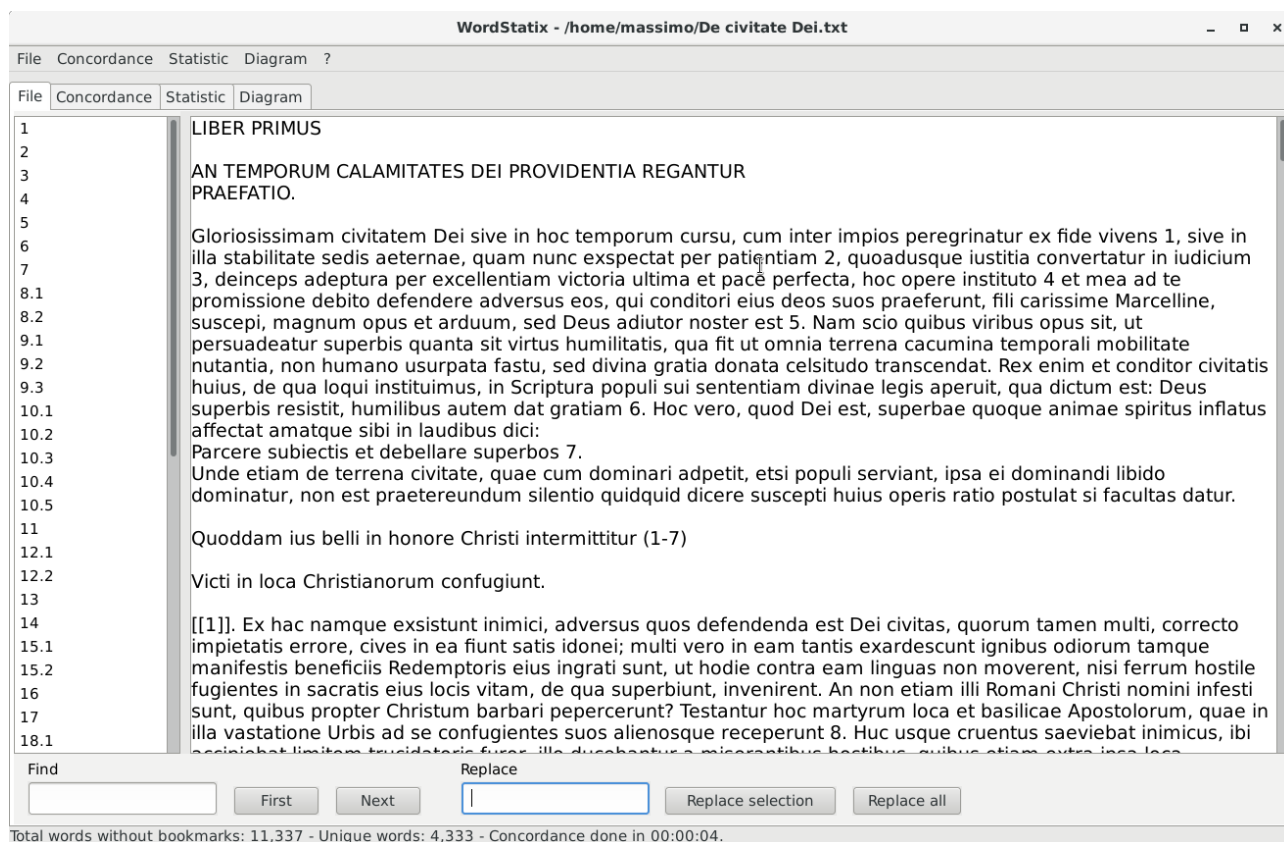 WordStatix - /home/massimo/De civitate Dei.txt
File Concordance Statistic Diagram ?
File Concordance Statistic Diagram
1
2
3
4
5
6
7
8.1
8.2
9.1
9.2
9.3
10.1
10.2
10.3
10.4
10.5
11
12.1
12.2
13
14
15.1
15.2
16
17
18.1
LIBER PRIMUS
AN TEMPORUM CALAMITATES DEI PROVIDENTIA REGANTUR
PRAEFATIO.
Gloriosissimam civitatem Dei sive in hoc temporum cursu, cum inter impios peregrinatur ex fide vivens 1, sive in
illa stabilitate sedis aeternae, quam nunc exspectat per patientiam 2, quoadusque iustitia convertatur in iudicium
3, deinceps adeptura per excellentiam victoria ultima et pace perfecta, hoc opere instituto 4 et mea ad te
promissione debito defendere adversus eos, qui conditori eius deos suos praeferunt, fili carissime Marcelline,
suscepi, magnum opus et arduum, sed Deus adiutor noster est 5. Nam scio quibus viribus opus sit, ut
persuadeatur superbis quanta sit virtus humilitatis, qua fit ut omnia terrena cacumina temporali mobilitate
nutantia, non humano usurpata fastu, sed divina gratia donata celsitudo transcendat. Rex enim et conditor civitatis
huius, de qua loqui instituimus, in Scriptura populi sui sententiam divinae legis aperuit, qua dictum est: Deus
superbis resistit, humilibus autem dat gratiam 6. Hoc vero, quod Dei est, superbae quoque animae spiritus inflatus
affectat amatque sibi in laudibus dici:
Parcere subiectis et debellare superbos 7.
Unde etiam de terrena civitate, quae cum dominari adpetit, etsi populi serviant, ipsa ei dominandi libido
dominatur, non est praetereundum silentio quidquid dicere suscepti huius operis ratio postulat si facultas datur.
Quoddam ius belli in honore Christi intermittitur (1-7)
Victi in loca Christianorum confugiunt.
[[1]]. Ex hac namque exsistunt inimici, adversus quos defendenda est Dei civitas, quorum tamen multi, correcto
impietatis errore, cives in ea fiunt satis idonei; multi vero in eam tantis exardescunt ignibus odiorum tamque
manifestis beneficiis Redemptoris eius ingrati sunt, ut hodie contra eam linguas non moverent, nisi ferrum hostile
fugientes in sacratis eius locis vitam, de qua superbiunt, invenirent. An non etiam illi Romani Christi nomini infesti
sunt, quibus propter Christum barbari pepercerunt? Testantur hoc martyrum loca et basilicae Apostolorum, quae in
illa vastatione Urbis ad se confugientes suos alienosque receperunt 8. Huc usque cruentus saeviebat inimicus, ibi
accipiebat limitem trucidatoris furor, illo ducebantur a miserantibus hostibus, quibus etiam extra ipsa loca
Find
Replace
First
Next
Replace selection
Replace all
Total words without bookmarks: 11,337 - Unique words: 4,333 - Concordance done in 00:00:04.